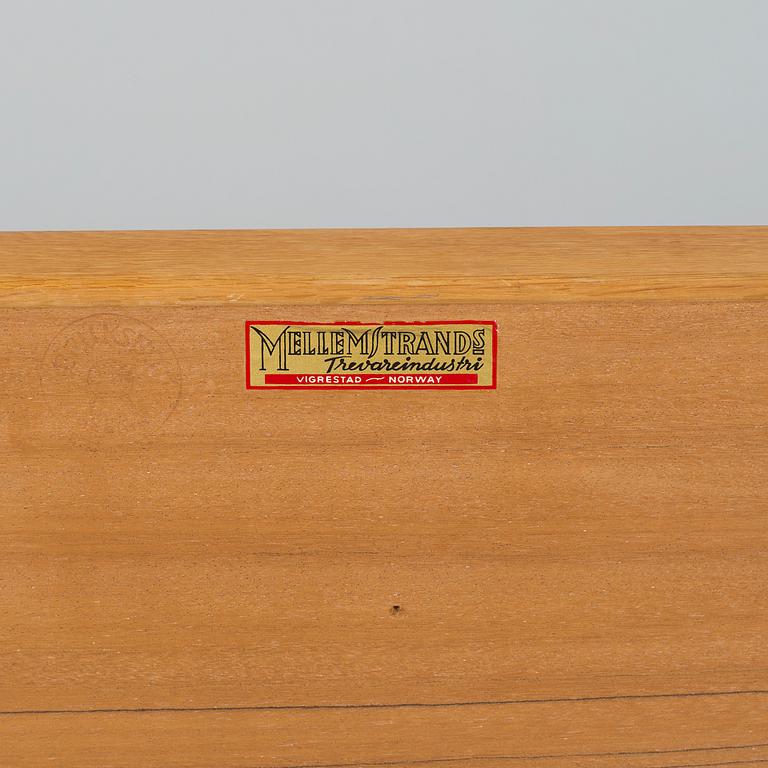 MELLEMSTRANDS
Trevareindustri
VIGRESTAD ~ NORWAY